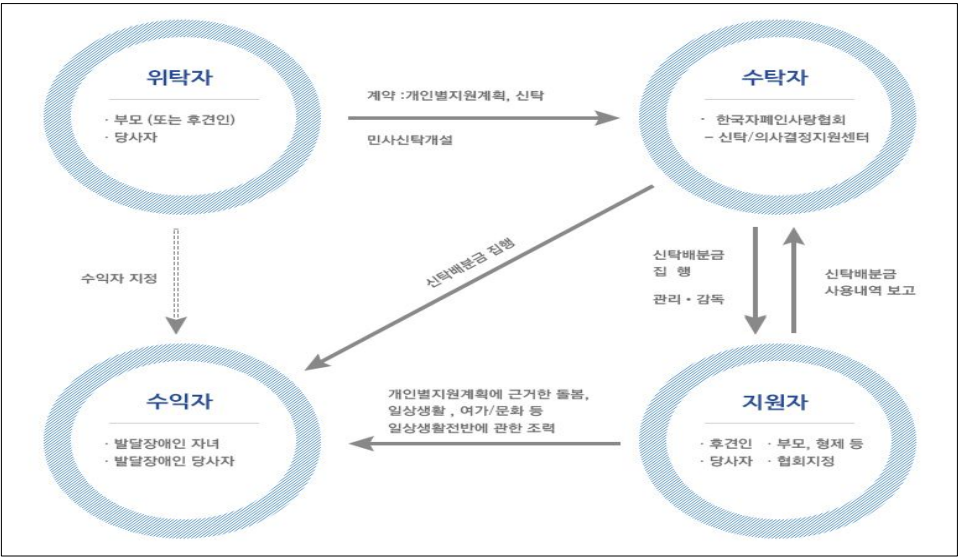 위탁자
· 부모 (또는 후견인)
· 당사자
계약 :개인별지원계획, 신탁
민사신탁개설
수탁자
· 한국자폐인사랑협회
– 신탁/의사결정지원센터
수익자 지정
신탁배분금 집행
신탁배분금
집 행
관리 • 감독
신탁배분금
사용내역 보고
수익자
· 발달장애인 자녀
· 발달장애인 당사자
개인별지원계획에 근거한 돌봄,
일상생활 , 여가/문화 등
일상생활전반에 관한 조력
지원자
· 후견인 · 부모, 형제 등
· 당사자 · 협회지정